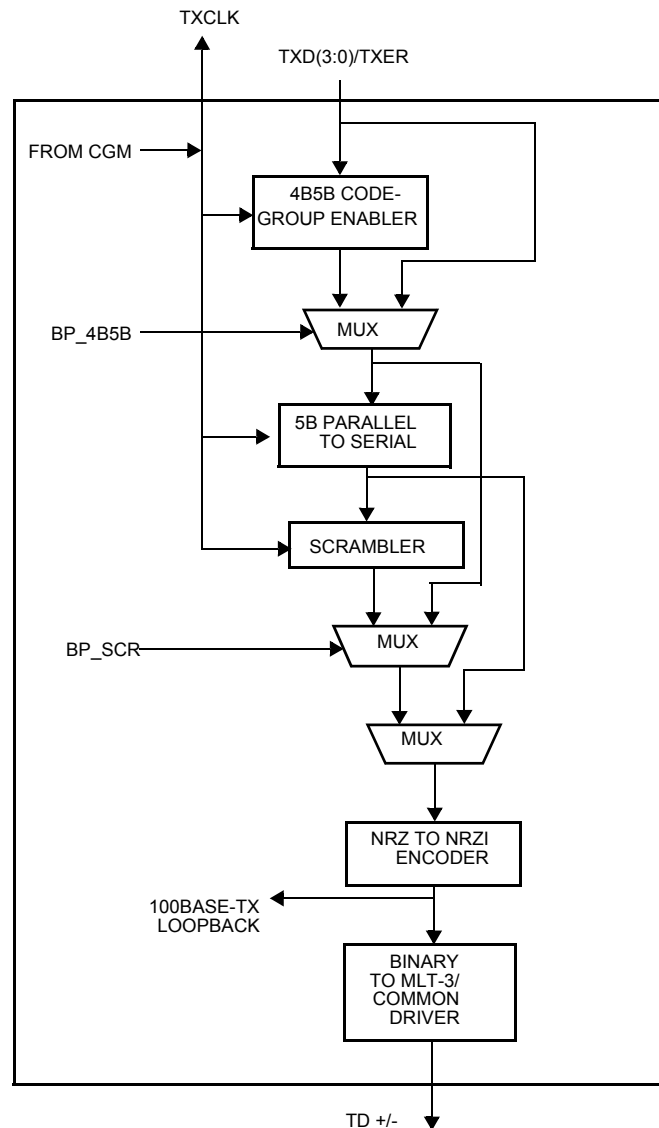 TXCLK
TXD(3:0)/TXER
FROM CGM
4B5B CODE-
GROUP ENABLER
BP_4B5B
MUX
5B PARALLEL
TO SERIAL
SCRAMBLER
BP_SCR
MUX
MUX
NRZ TO NRZI
ENCODER
100BASE-TX
LOOPBACK
BINARY
TO MLT-3/
COMMON
DRIVER
TD +/-